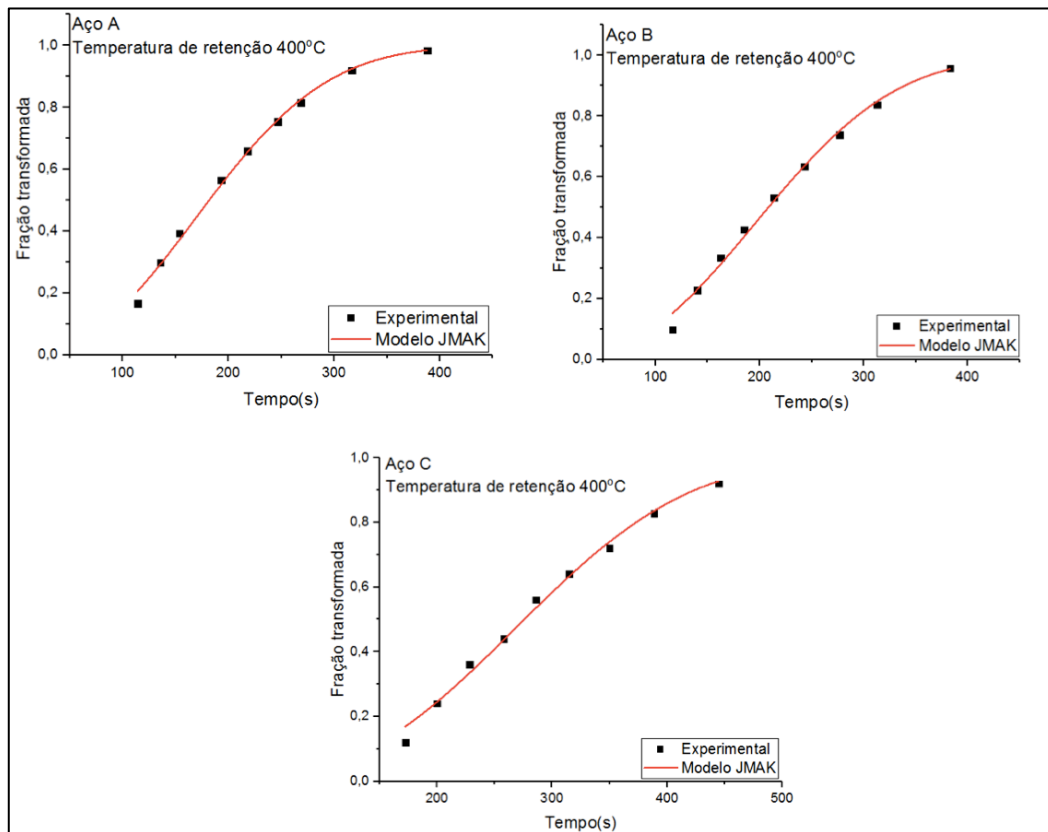 Aço A
Temperatura de retenção 400ºC
1,0
0,8
0,6
0,4
0,2
0,0
Fração transformada
Experimental
Modelo JMAK
100
200
300
400
Tempo(s)
Aço B
Temperatura de retenção 400ºC
1,0
0,8
0,6
0,4
0,2
0,0
Fração transformada
Experimental
Modelo JMAK
100
200
300
400
Tempo(s)
Aço C
Temperatura de retenção 400ºC
1,0
0,8
0,6
0,4
0,2
0,0
Fração transformada
Experimental
Modelo JMAK
200
300
400
500
Tempo(s)